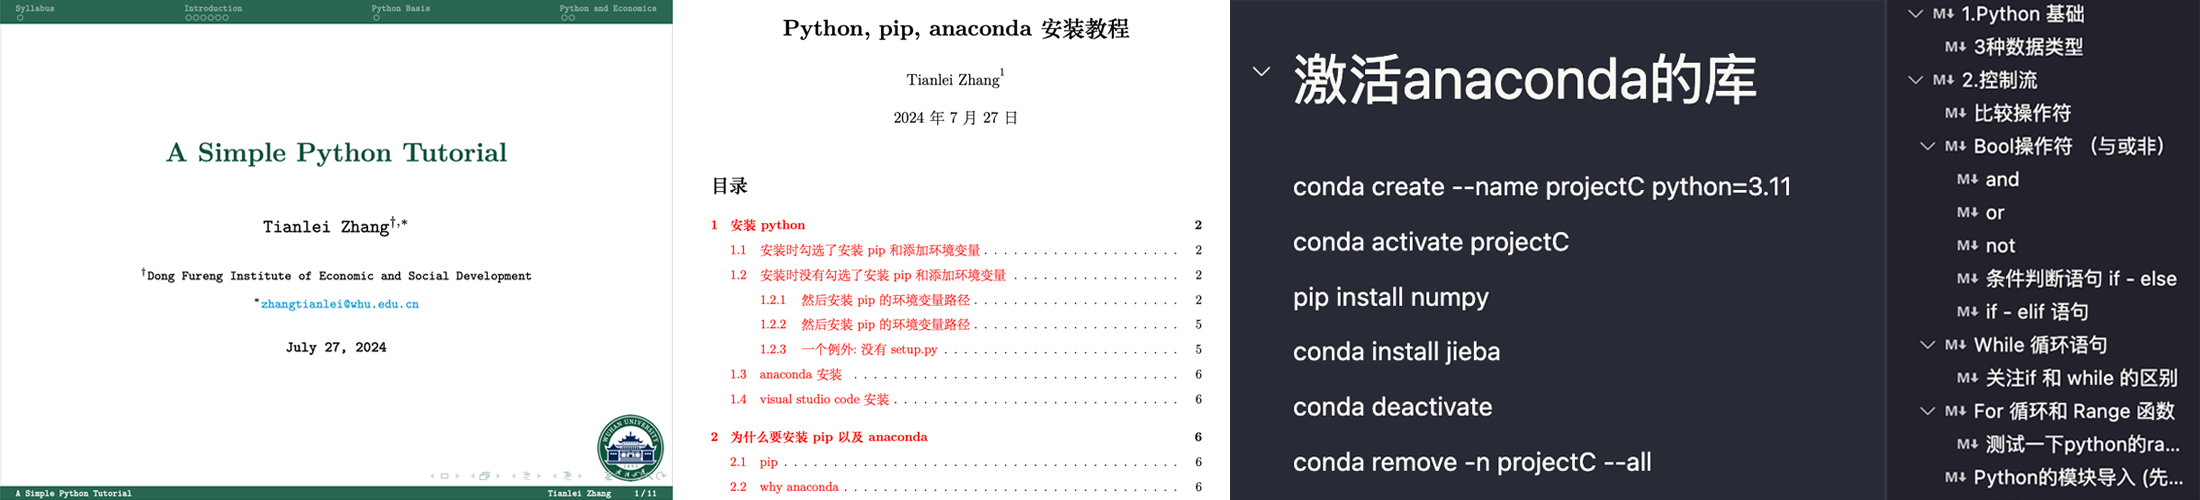 Syllabus
Introduction
Python Basis
Python and Economics
A Simple Python Tutorial
Tianlei Zhang†,*
†Dong Fureng Institute of Economic and Social Development
*zhangtianlei@whu.edu.cn
July 27, 2024
WUHAN UNIVERSITY
1893
A Simple Python Tutorial
Tianlei Zhang
1/11
Python, pip, anaconda 安装教程
Tianlei Zhang1
2024 年 7 月 27 日
目录
1 安装 python 2
1.1 安装时勾选了安装 pip 和添加环境变量 . . . . . . . . . . . . . . . . . . . . 2
1.2 安装时没有勾选了安装 pip 和添加环境变量 . . . . . . . . . . . . . . . . . 2
1.2.1 然后安装 pip 的环境变量路径 . . . . . . . . . . . . . . . . . . . . . 2
1.2.2 然后安装 pip 的环境变量路径 . . . . . . . . . . . . . . . . . . . . . 5
1.2.3 一个例外: 没有 setup.py . . . . . . . . . . . . . . . . . . . . . . . . 5
1.3 anaconda 安装 . . . . . . . . . . . . . . . . . . . . . . . . . . . . . . . . . 6
1.4 visual studio code 安装 . . . . . . . . . . . . . . . . . . . . . . . . . . . . . 6
2 为什么要安装 pip 以及 anaconda 6
2.1 pip . . . . . . . . . . . . . . . . . . . . . . . . . . . . . . . . . . . . . . . . 6
2.2 why anaconda . . . . . . . . . . . . . . . . . . . . . . . . . . . . . . . . . . 6
激活anaconda的库
conda create --name projectC python=3.11
conda activate projectC
pip install numpy
conda install jieba
conda deactivate
conda remove -n projectC --all
M↓ 1.Python 基础
M↓ 3种数据类型
M↓ 2.控制流
M↓ 比较操作符
M↓ Bool操作符 （与或非）
M↓ and
M↓ or
M↓ not
M↓ 条件判断语句 if - else
M↓ if - elif 语句
M↓ While 循环语句
M↓ 关注if 和 while 的区别
M↓ For 循环和 Range 函数
M↓ 测试一下python的ra...
M↓ Python的模块导入 (先...